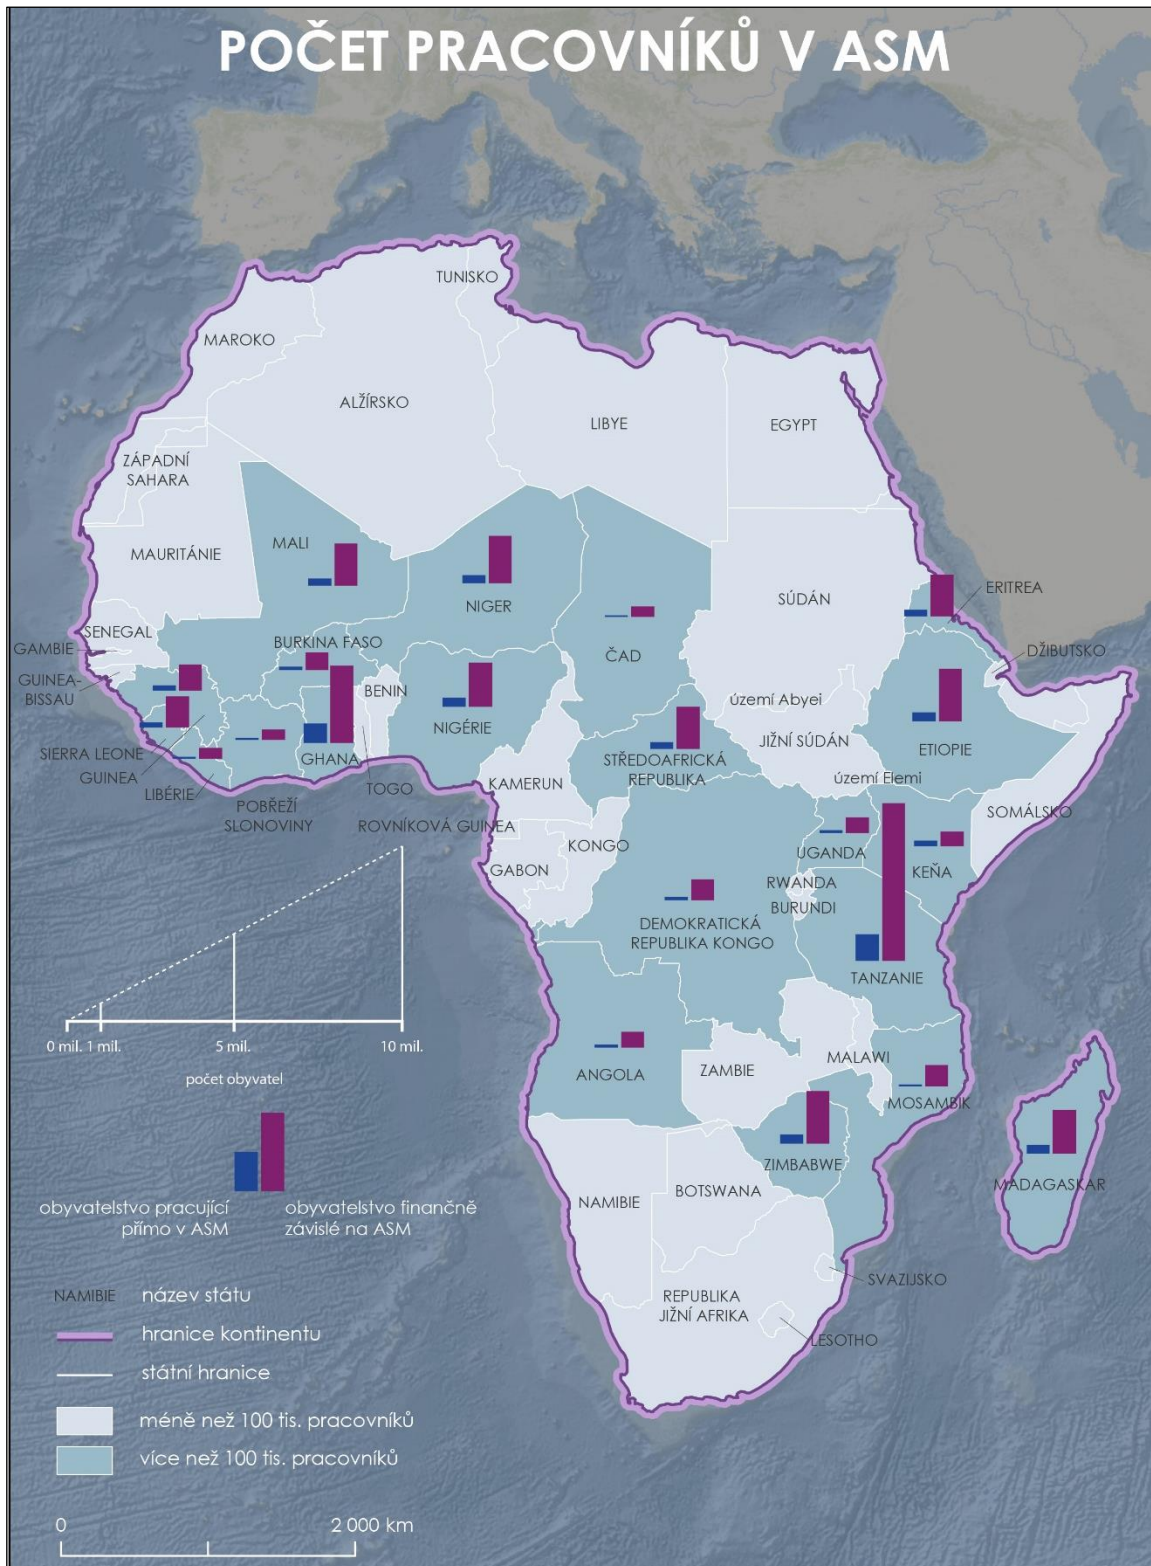 POČET PRACOVNÍKŮ V ASM
TUNISKO
MAROKO
ALŽÍRSKO
LIBYE
EGYPT
ZÁPADNÍ
SAHARA
MAURITÁNIE
MALI
NIGER
ČAD
SÚDÁN
ERITREA
SENEGAL
GAMBIE
GUINEA-
BISSAU
BURKINA FASO
BENIN
NIGÉRIE
DŽIBUTSKO
území Abyei
JIŽNÍ SÚDÁN
ETIOPIE
SIERRA LEONE
GUINEA
LIBÉRIE
GHANA
TOGO
POBŘEŽÍ
SLONOVINY
STŘEDOAFRICKÁ
REPUBLIKA
KAMERUN
území Elemi
SOMÁLSKO
ROVNÍKOVÁ GUINEA
KONGO
GABON
UGANDA
KEŇA
RWANDA
BURUNDI
DEMOKRATICKÁ
REPUBLIKA KONGO
TANZANIE
0 mil.
1 mil.
5 mil.
10 mil.
počet obyvatel
ANGOLA
ZAMBIE
MALAWI
MOSAMBIK
ZIMBABWE
MADAGASKAR
NAMIBIE
BOTSWANA
SVAZIJSKO
REPUBLIKA
JIŽNÍ AFRIKA
LESOTHO
obyvatelstvo pracující
přímo v ASM
obyvatelstvo finančně
závislé na ASM
NAMIBIE
název státu
hranice kontinentu
státní hranice
méně než 100 tis. pracovníků
více než 100 tis. pracovníků
0
2 000 km